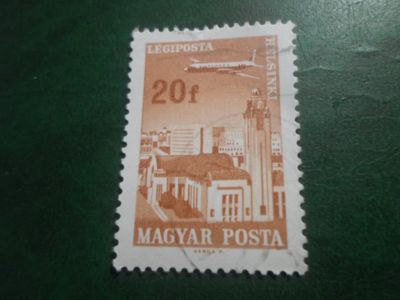 LÉGIPOSTA
HELSINKI
20f
MAGYAR POSTA